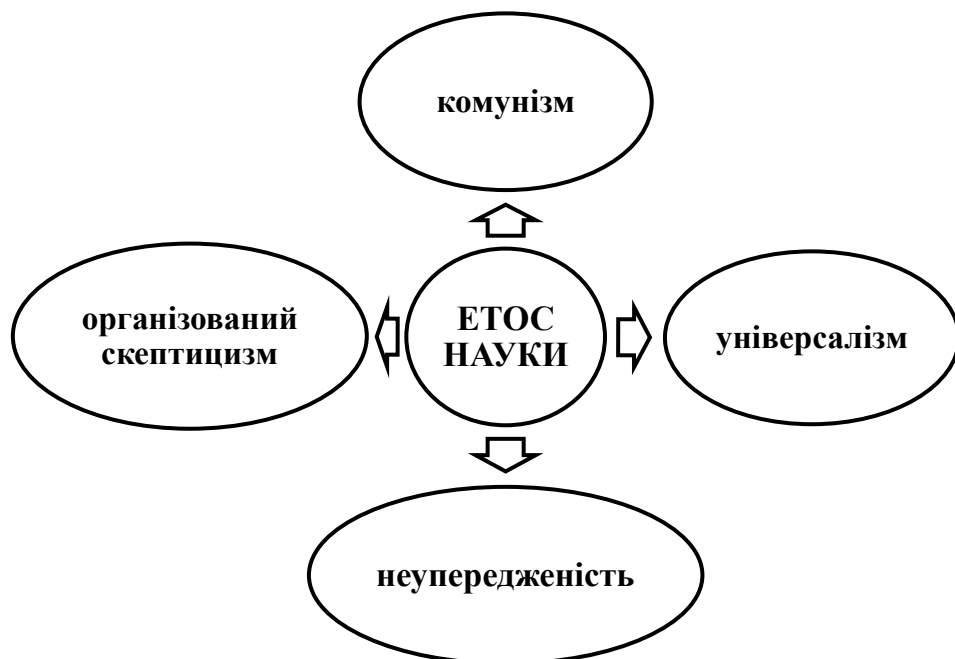 комунізм
організований
скептицизм
ЕТОС
НАУКИ
універсалізм
неупередженість